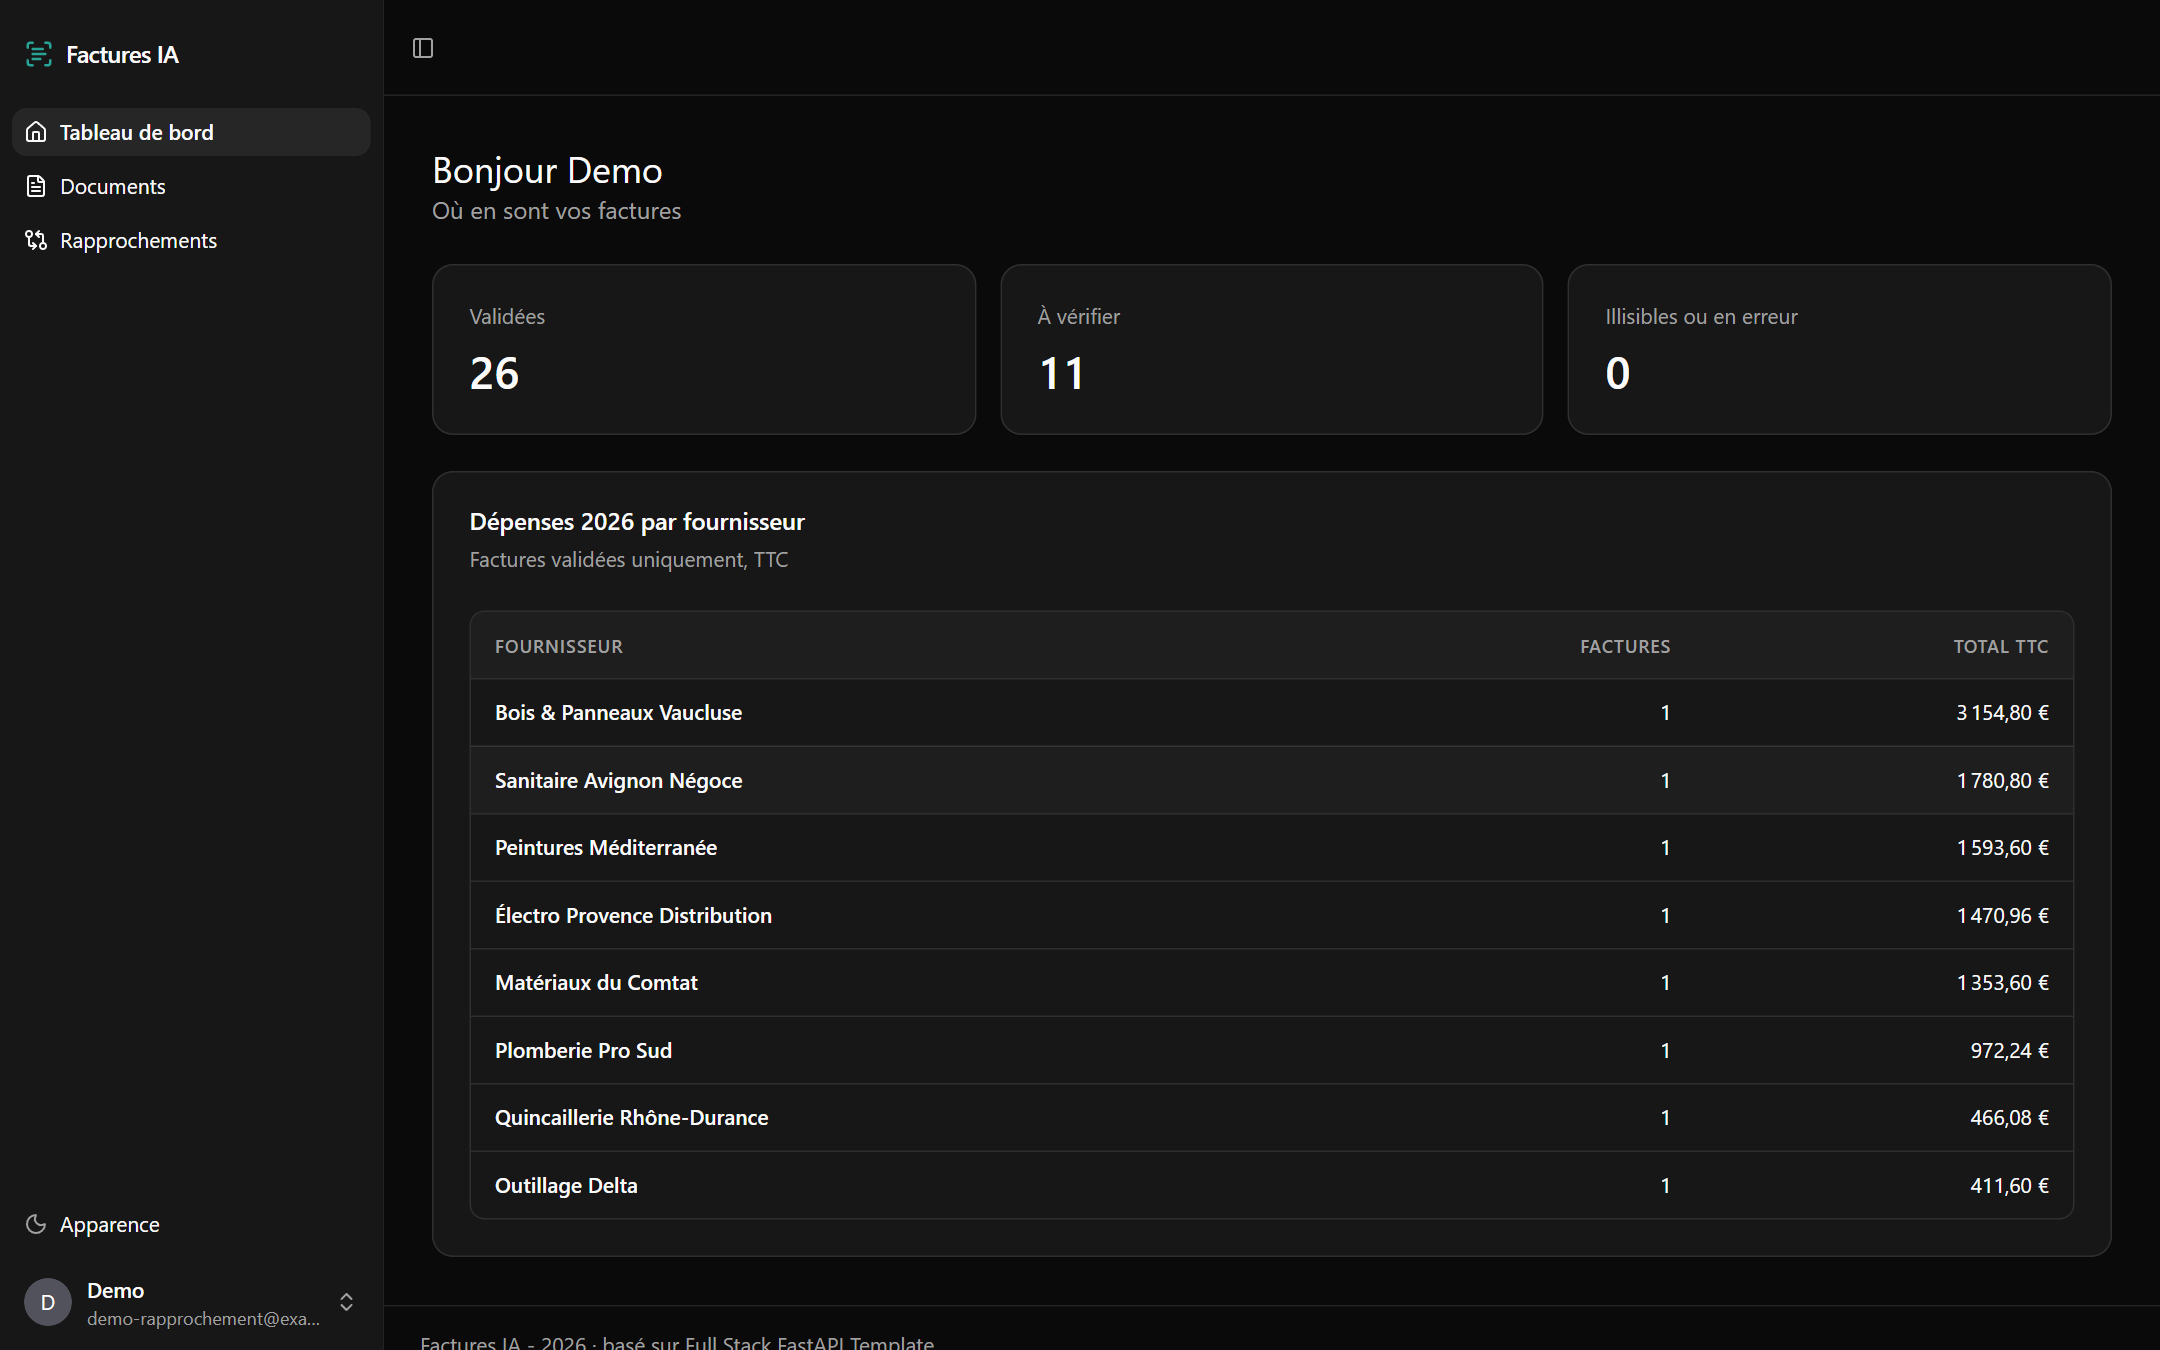 Factures IA
Tableau de bord
Documents
Rapprochements
Bonjour Demo
Où en sont vos factures
Validées
26
À vérifier
11
Illisibles ou en erreur
0
Dépenses 2026 par fournisseur
Factures validées uniquement, TTC
FOURNISSEUR FACTURES TOTAL TTC
Bois & Panneaux Vaucluse 1 3 154,80 €
Sanitaire Avignon Négoce 1 1 780,80 €
Peintures Méditerranée 1 1 593,60 €
Électro Provence Distribution 1 1 470,96 €
Matériaux du Comtat 1 1 353,60 €
Plomberie Pro Sud 1 972,24 €
Quincaillerie Rhône-Durance 1 466,08 €
Outillage Delta 1 411,60 €
Apparence
D
Demo
demo-rapprochement@exa...
Factures IA - 2026 · basé sur Full Stack FastAPI Template